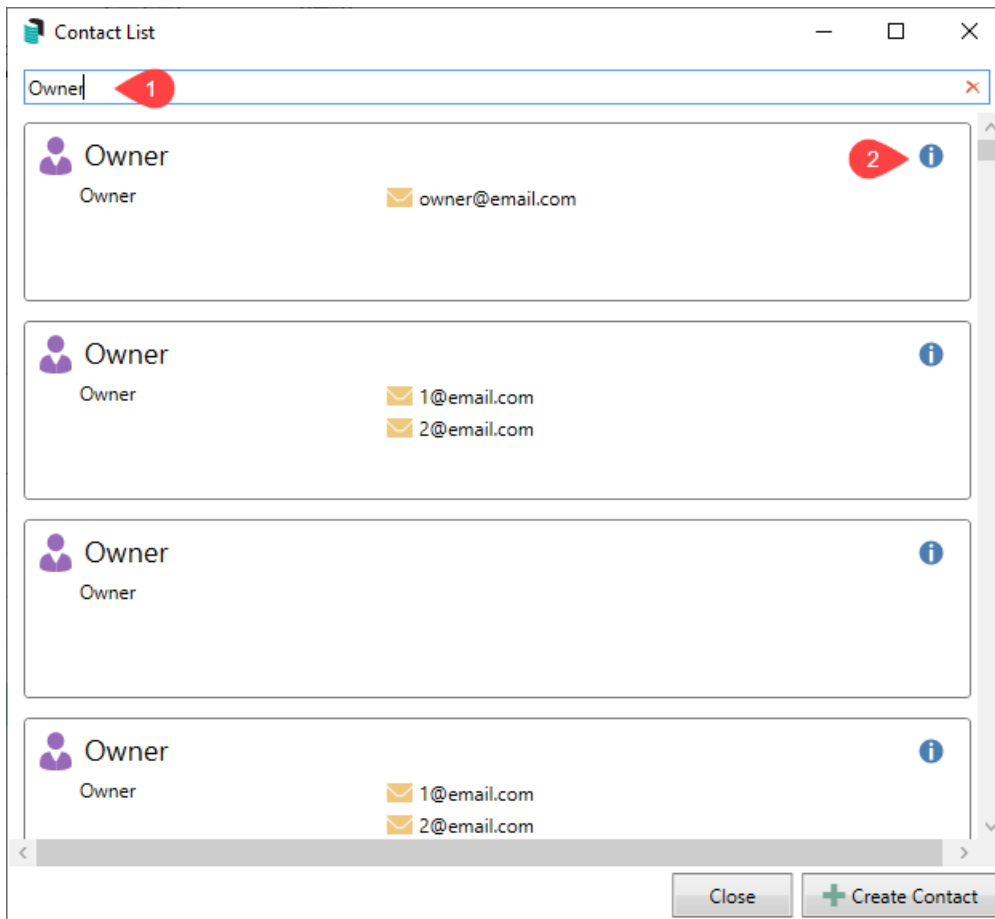 Contact List
Owner 1
Owner 2
Owner owner@email.com
Owner
Owner 1@email.com
2@email.com
Owner
Owner
Owner
Owner 1@email.com
2@email.com
Close Create Contact